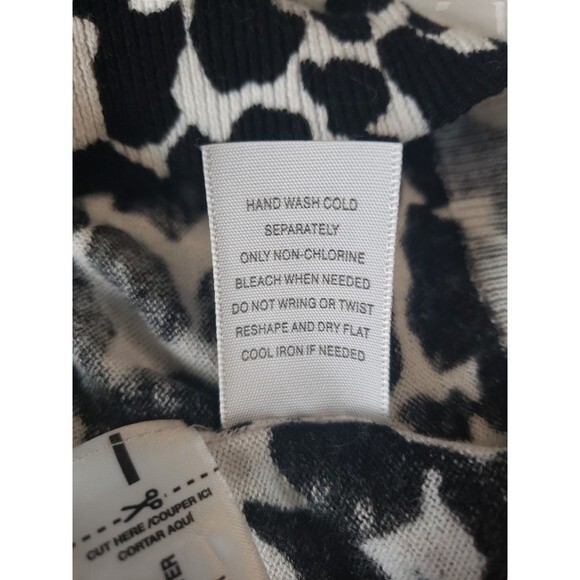 HAND WASH COLD
SEPARATELY
ONLY NON-CHLORINE
BLEACH WHEN NEEDED
DO NOT WRING OR TWIST
RESHAPE AND DRY FLAT
COOL IRON IF NEEDED
CUT HERE /COUPER ICI
CORTAR AQUÍ